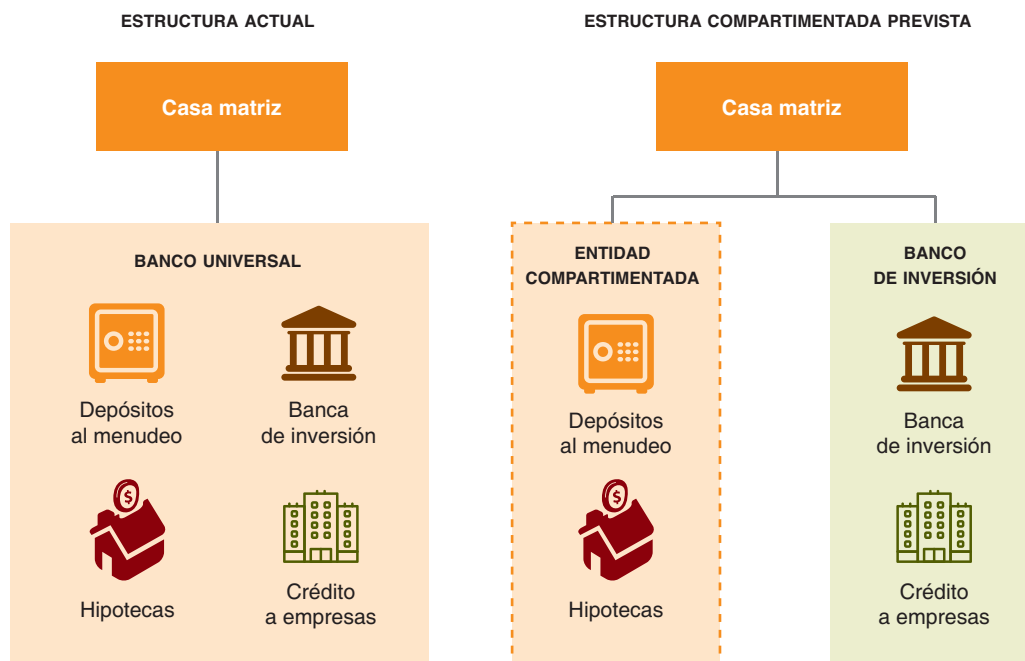 ESTRUCTURA ACTUAL
Casa matriz
BANCO UNIVERSAL
Depósitos
al menudeo
Banca
de inversión
Hipotecas
Crédito
a empresas
ESTRUCTURA COMPARTIMENTADA PREVISTA
Casa matriz
ENTIDAD
COMPARTIMENTADA
Depósitos
al menudeo
Hipotecas
BANCO
DE INVERSIÓN
Banca
de inversión
Crédito
a empresas